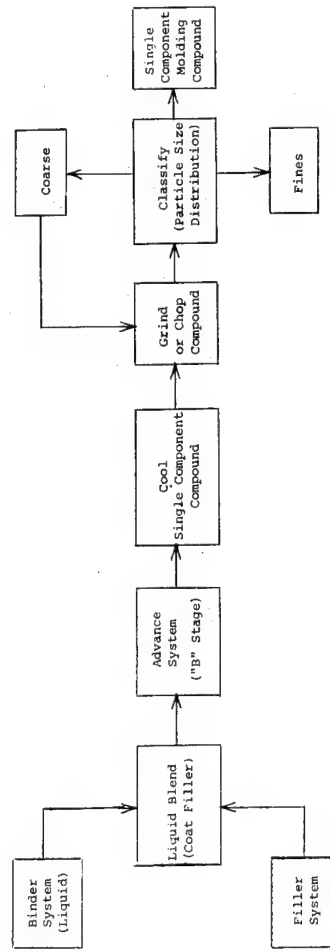 Binder
System
(Liquid)
Filler
System
Liquid Blend
(Coat Filler)
Advance
System
("B" Stage)
Cool
Single Component
Compound
Grind
or Chop
Compound
Coarse
Classify
(Particle Size
Distribution)
Fines
Single
Component
Molding
Compound